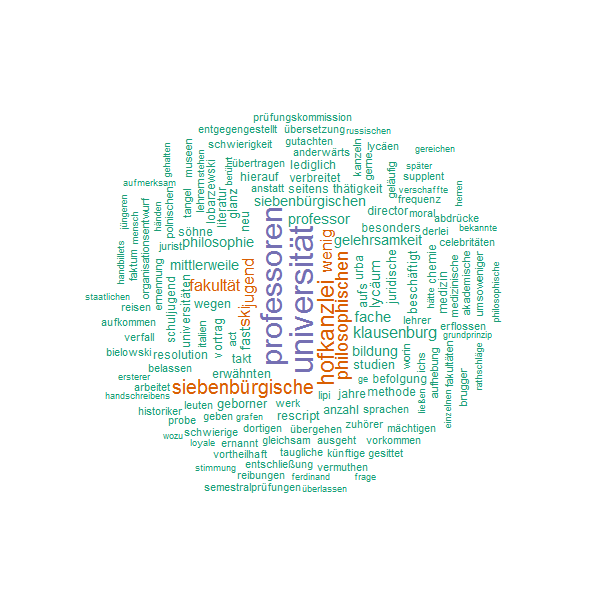 prüfungskommission
entgegengestellt
übersetzung
russischen
gehalten
museen
schwierigkeit
gutachten
anderwärts
kanzeln
lycäen
gereichen
stehen
übertragen
lediglich
gerne
geläufig
später
supplent
aufmerksam
tangel
lehrern
lobarzewski
berührt
hierauf
verbreitet
verschaffte
herren
jüngeren
händen
polnischen
literatur
glanz
anstatt
seitens
thätigkeit
frequenz
siebenbürgischen
mensch
organisationsentwurf
söhne
neu
professor
director
moral
abdrücke
besonders
derlei
bekannte
handbillets
faktum
jurist
philosophie
professoren
universität
gelehrsamkeit
celebritäten
philosophische
mittlerweile
wenig
urba
juridische
beschäftigt
chemie
ernennung
schuljugend
universitäten
fakultät
jugend
hofkanzlei
philosophischen
aufs
lycäum
hätte
medizin
medizinische
akademische
umsoweniger
staatlichen
reisen
wegen
ski
fache
lehrer
aufkommen
italien
vortrag
act
fast
klausenburg
erflossen
verfall
grundprinzip
bielowski
resolution
takt
bildung
worin
ichs
aufhebung
fakultäten
brugger
rathschläge
belassen
erwähnten
studien
ersterer
arbeitet
siebenbürgische
ge
befolgung
handschreibens
lipi
jahre
methode
ließen
einzelnen
leuten
geborner
werk
historiker
geben
grafen
rescript
anzahl
sprachen
probe
dortigen
übergehen
zuhörer
mächtigen
wozu
schwierige
loyale
ernannt
gleichsam
ausgeht
vorkommen
vortheilhaft
taugliche
künftige
gesittet
stimmung
entschließung
vermuthen
reibungen
ferdinand
frage
semestralprüfungen
überlassen